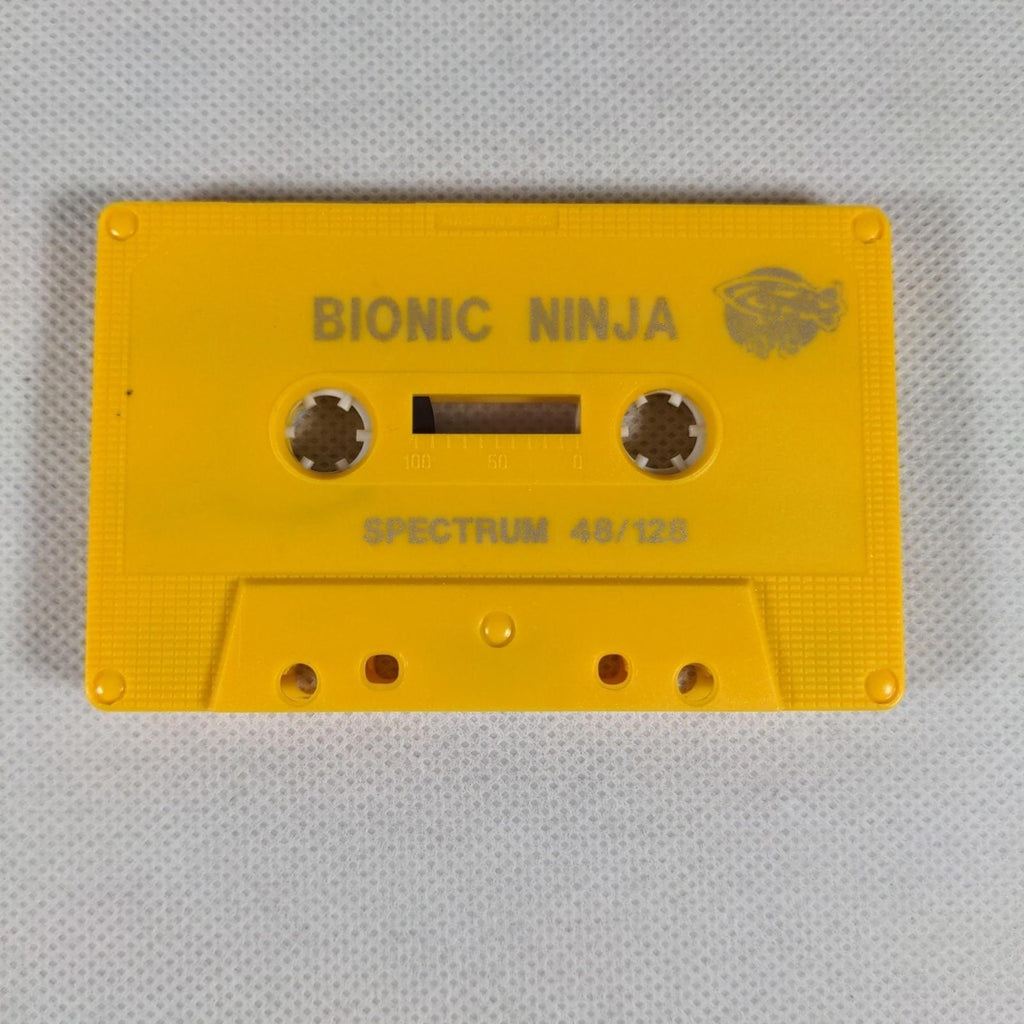 BIONIC NINJA
100 50 0
SPECTRUM 48/128